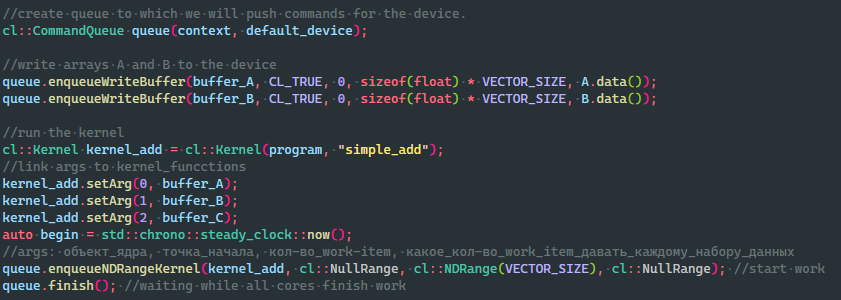 //create queue to which we will push commands for the device.
cl::CommandQueue queue(context, default_device);
//write arrays A and B to the device
queue.enqueueWriteBuffer(buffer_A, CL_TRUE, 0, sizeof(float) * VECTOR_SIZE, A.data());
queue.enqueueWriteBuffer(buffer_B, CL_TRUE, 0, sizeof(float) * VECTOR_SIZE, B.data());
//run the kernel
cl::Kernel kernel_add = cl::Kernel(program, "simple_add");
//link args to kernel_funcctions
kernel_add.setArg(0, buffer_A);
kernel_add.setArg(1, buffer_B);
kernel_add.setArg(2, buffer_C);
auto begin = std::chrono::steady_clock::now();
//args: объект_ядра, точка_начала, кол-во_work-item, какое_кол-во_work_item_давать_каждому_набору_данных
queue.enqueueNDRangeKernel(kernel_add, cl::NullRange, cl::NDRange(VECTOR_SIZE), cl::NullRange); //start work
queue.finish(); //waiting while all cores finish work